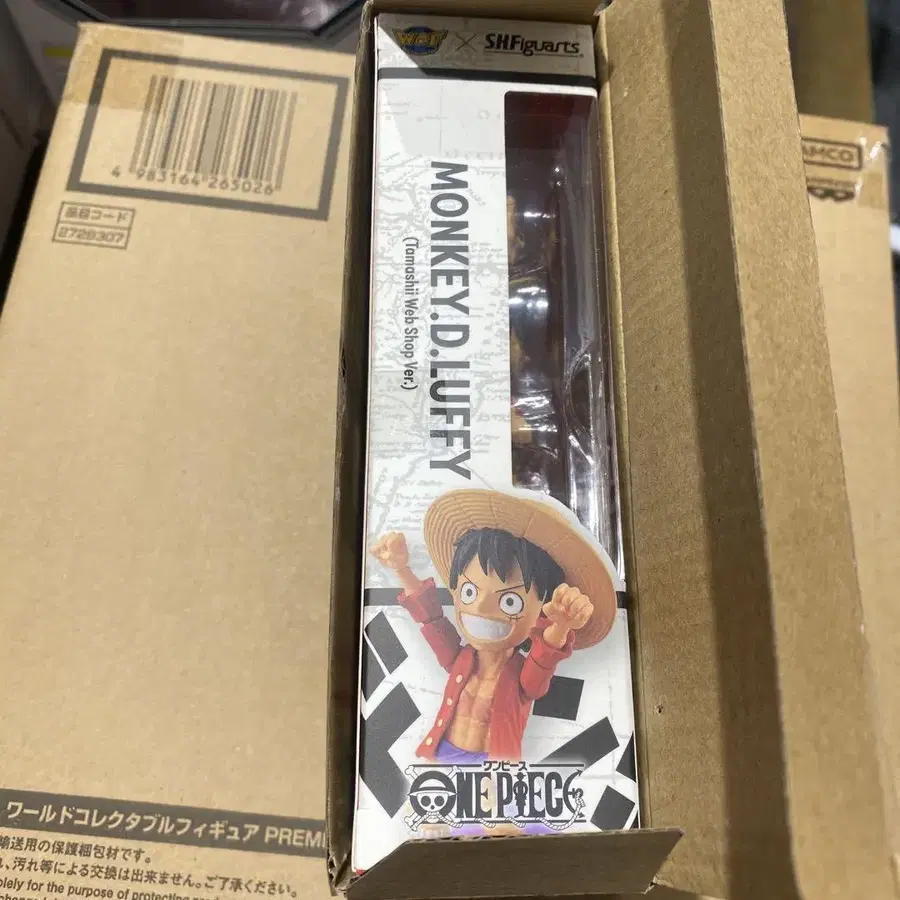 WCF × S.H.Figuarts
MONKEY.D.LUFFY
(Tamashii Web Shop Ver.)
ワンピース
ONE PIECE
4 983164 263026
品目コード
2728307
ワールドコレクタブルフィギュア PREMI
輸送用の保護梱包材です。
、汚れ等による交換は出来ません。ご了承ください。
olely for the purpose of protecting
AMCO